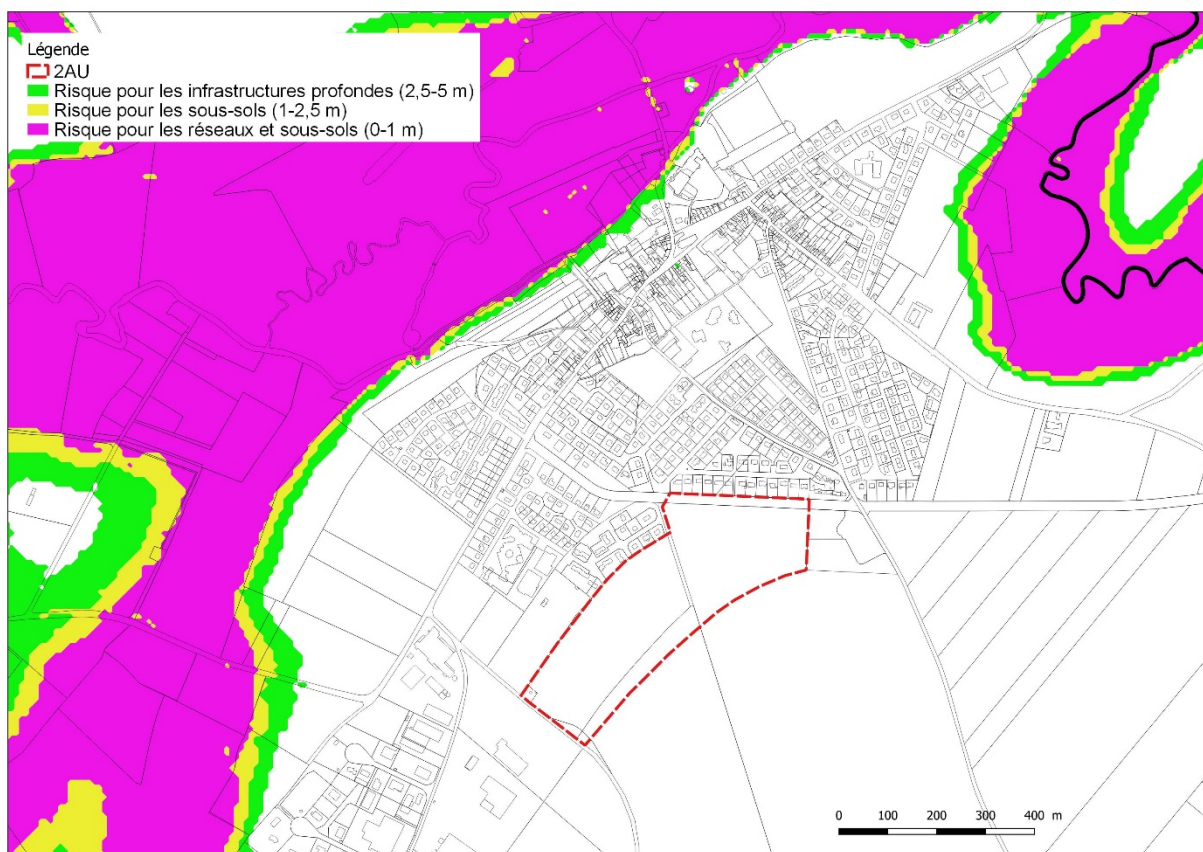 Légende
2AU
Risque pour les infrastructures profondes (2,5-5 m)
Risque pour les sous-sols (1-2,5 m)
Risque pour les réseaux et sous-sols (0-1 m)
0 100 200 300 400 m